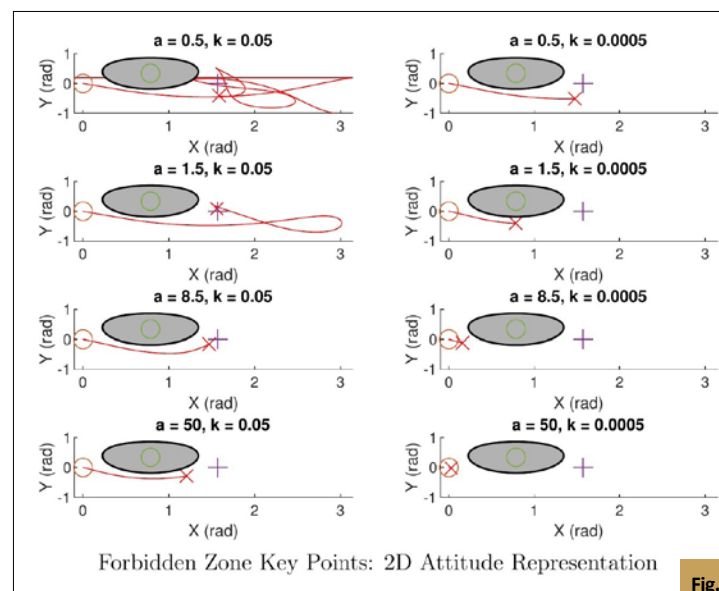 a = 0.5, k = 0.05
Y (rad)
1
0
-1
0
1
2
3
X (rad)
a = 0.5, k = 0.0005
Y (rad)
1
0
-1
0
1
2
3
X (rad)
a = 1.5, k = 0.05
Y (rad)
1
0
-1
0
1
2
3
X (rad)
a = 1.5, k = 0.0005
Y (rad)
1
0
-1
0
1
2
3
X (rad)
a = 8.5, k = 0.05
Y (rad)
1
0
-1
0
1
2
3
X (rad)
a = 8.5, k = 0.0005
Y (rad)
1
0
-1
0
1
2
3
X (rad)
a = 50, k = 0.05
Y (rad)
1
0
-1
0
1
2
3
X (rad)
a = 50, k = 0.0005
Y (rad)
1
0
-1
0
1
2
3
X (rad)
Forbidden Zone Key Points: 2D Attitude Representation
Fig.